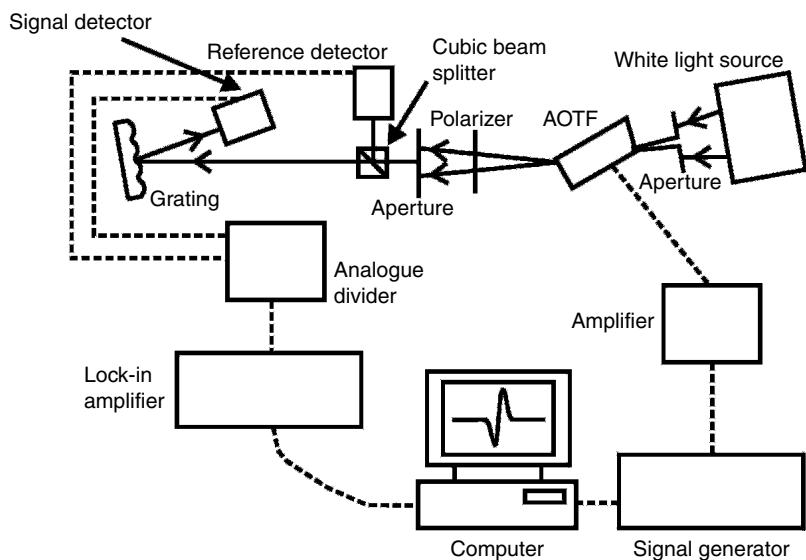 Signal detector
Reference detector
Cubic beam
splitter
White light source
Polarizer
AOTF
Grating
Aperture
Aperture
Analogue
divider
Amplifier
Lock-in
amplifier
Computer
Signal generator